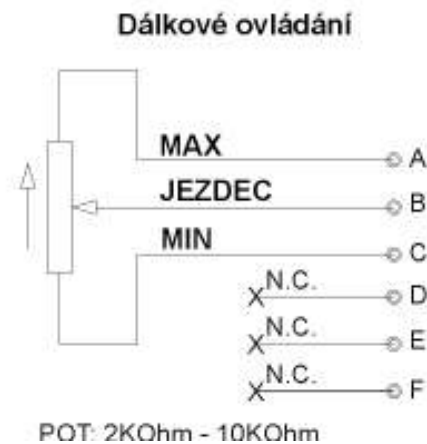 Dálkové ovládání
MAX A
JEZDEC B
MIN C
N.C. D
N.C. E
N.C. F
POT: 2KOhm - 10KOhm